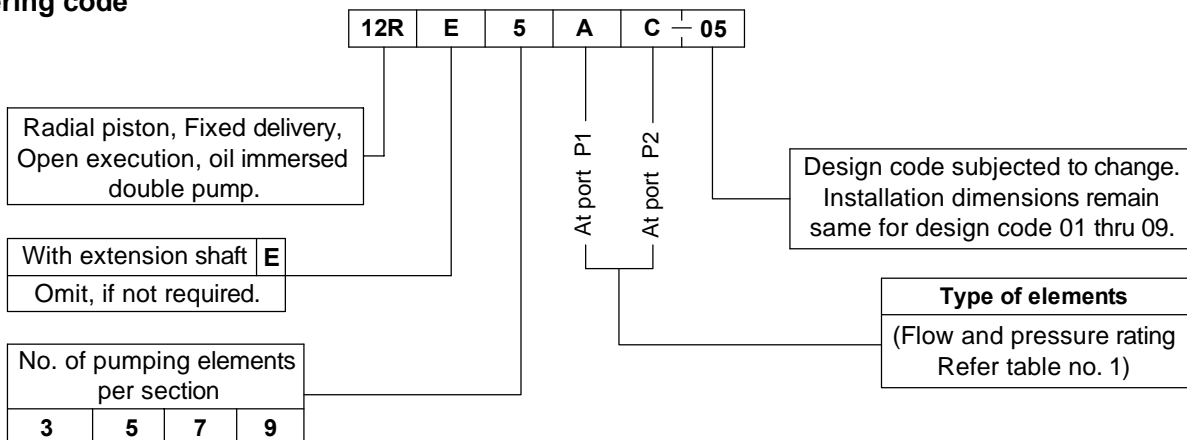 ering code
12R E 5 A C – 05
Radial piston, Fixed delivery,
Open execution, oil immersed
double pump.
With extension shaft E
Omit, if not required.
No. of pumping elements
per section
3 5 7 9
At port P1
At port P2
Design code subjected to change.
Installation dimensions remain
same for design code 01 thru 09.
Type of elements
(Flow and pressure rating
Refer table no. 1)